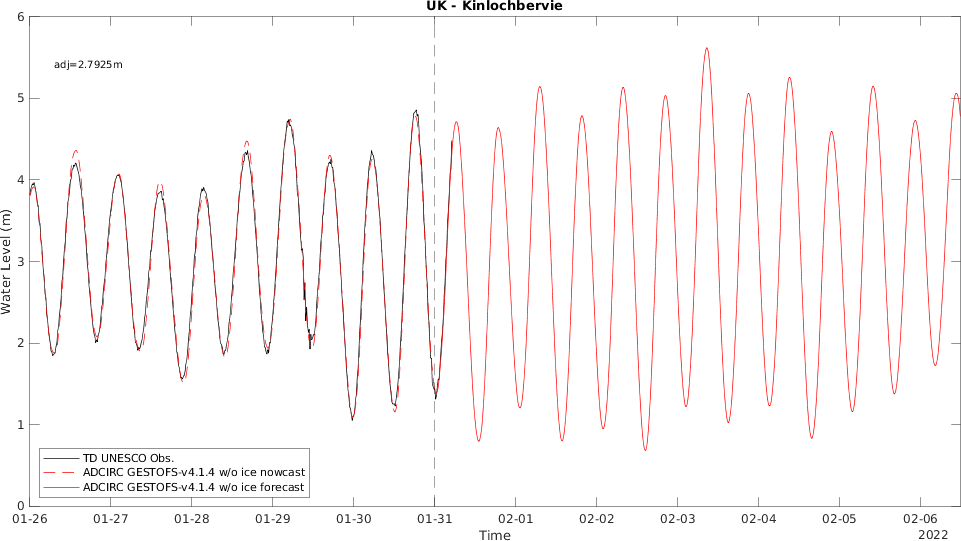 UK - Kinlochbervie
adj=2.7925m
6
5
4
3
2
1
0
Water Level (m)
TD UNESCO Obs.
ADCIRC GESTOFS-v4.1.4 w/o ice nowcast
ADCIRC GESTOFS-v4.1.4 w/o ice forecast
01-26 01-27 01-28 01-29 01-30 01-31 02-01 02-02 02-03 02-04 02-05 02-06
Time
2022